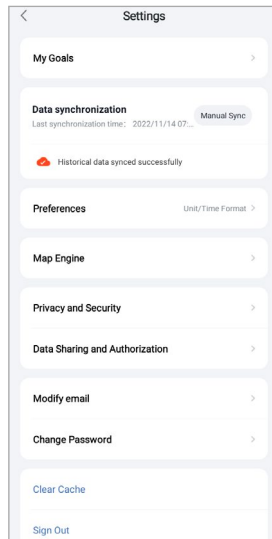 Settings
My Goals
Data synchronization
Manual Sync
Last synchronization time: 2022/11/14 07:...
Historical data synced successfully
Preferences Unit/Time Format
Map Engine
Privacy and Security
Data Sharing and Authorization
Modify email
Change Password
Clear Cache
Sign Out